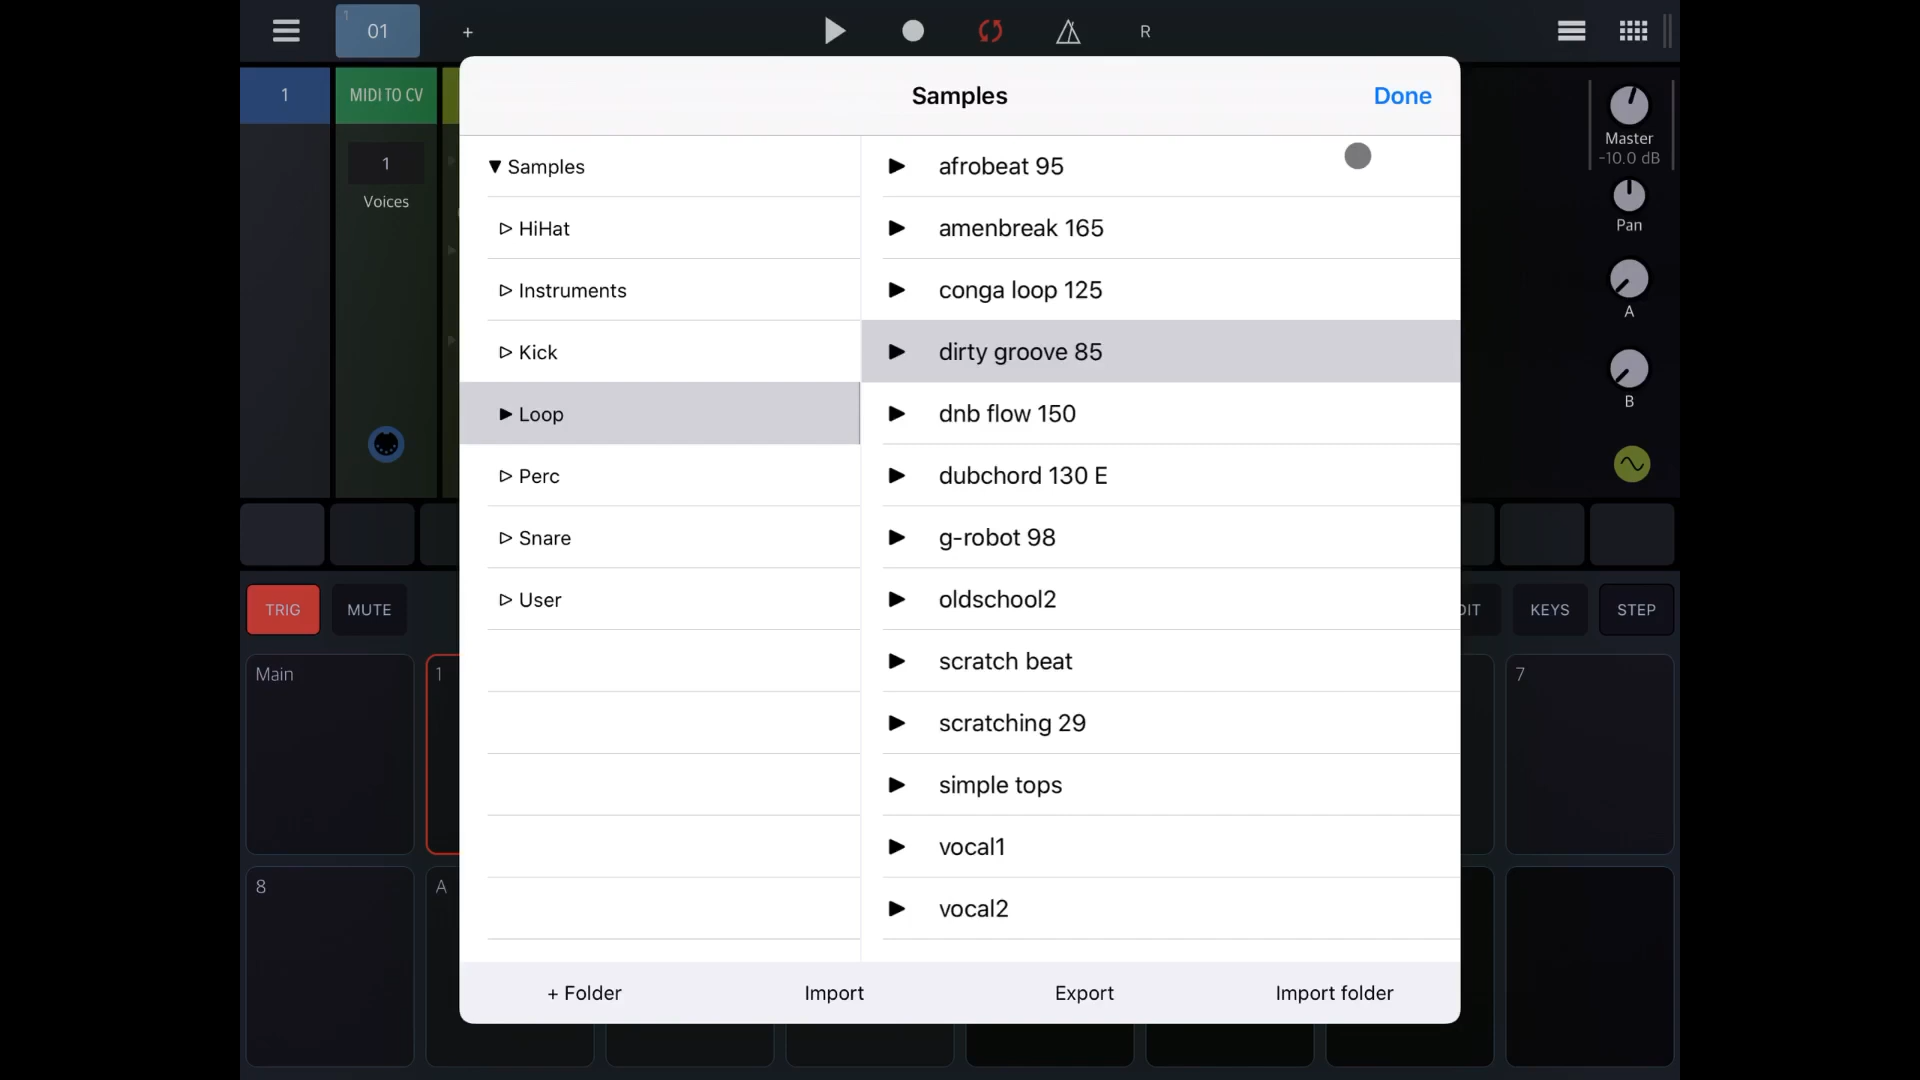 1
01
+
R
1
MIDI TO CV
1
Voices
Samples
Done
Samples
HiHat
Instruments
Kick
Loop
Perc
Snare
User
afrobeat 95
amenbreak 165
conga loop 125
dirty groove 85
dnb flow 150
dubchord 130 E
g-robot 98
oldschool2
scratch beat
scratching 29
simple tops
vocal1
vocal2
+ Folder
Import
Export
Import folder
Master
-10.0 dB
Pan
A
B
TRIG
MUTE
KEYS
STEP
Main
1
7
8
A